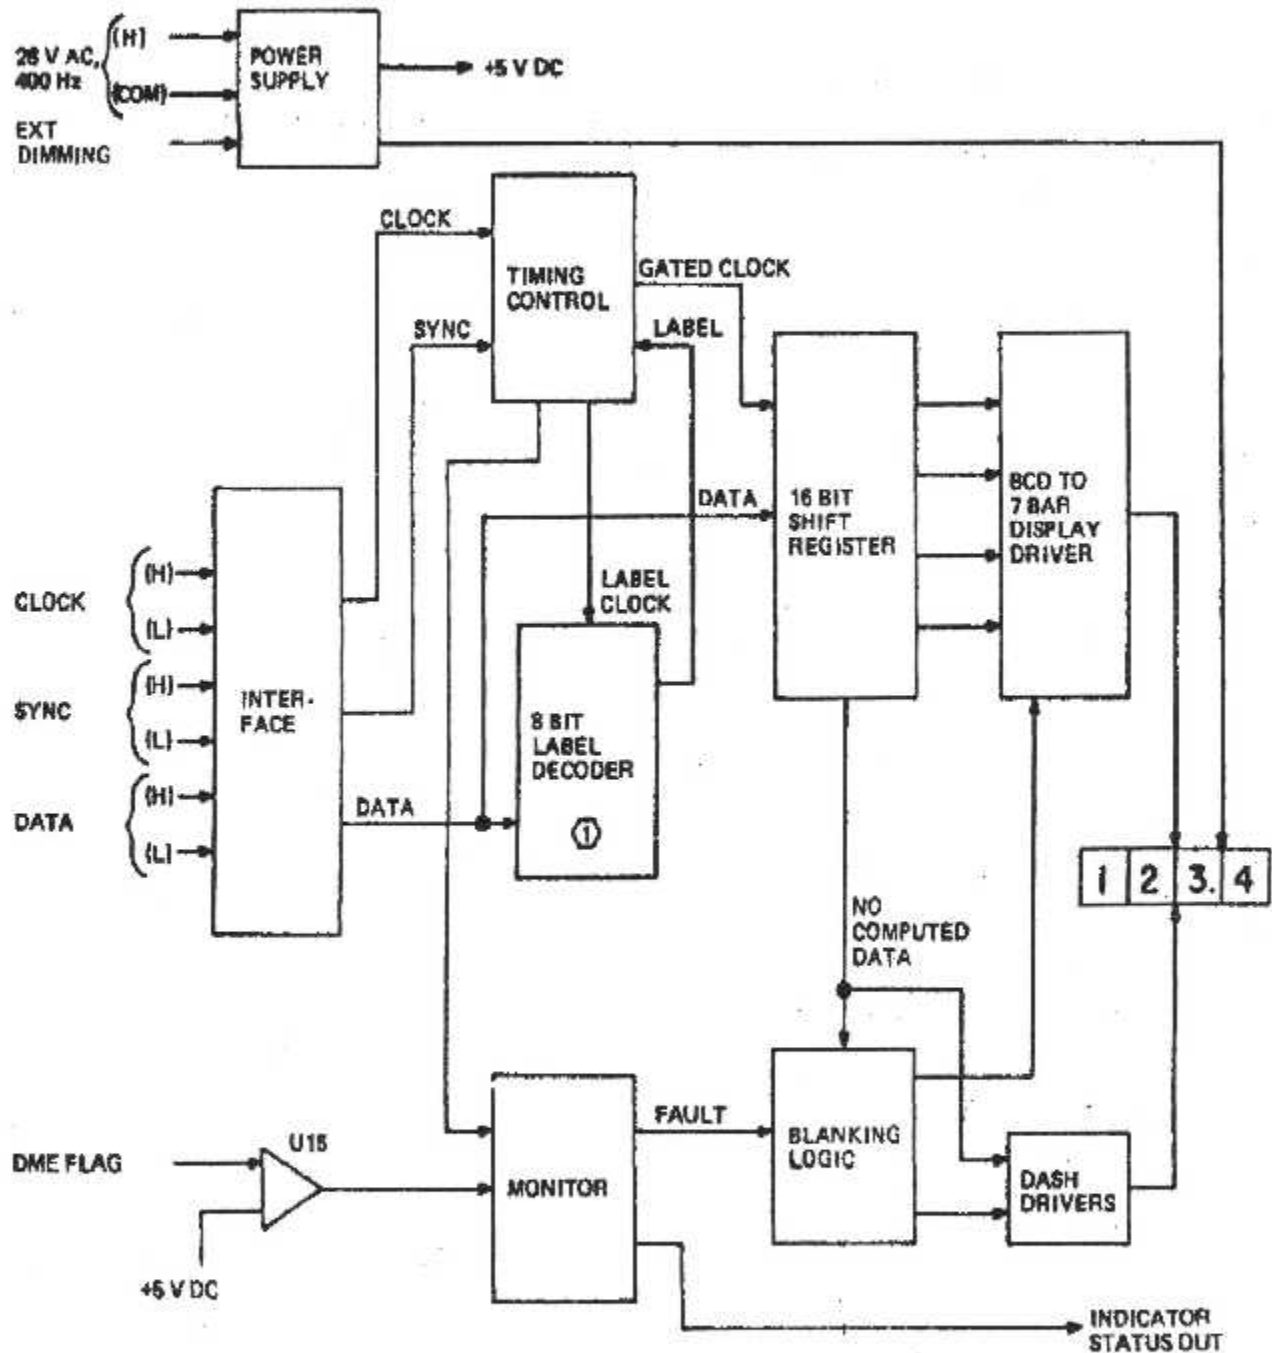 26 V AC,
400 Hz
(H)
(COM)
EXT
DIMMING
POWER
SUPPLY
+5 V DC
CLOCK
SYNC
TIMING
CONTROL
GATED CLOCK
LABEL
DATA
16 BIT
SHIFT
REGISTER
BCD TO
7 BAR
DISPLAY
DRIVER
CLOCK
(H)
(L)
SYNC
(H)
(L)
DATA
(H)
(L)
INTER-
FACE
DATA
LABEL
CLOCK
8 BIT
LABEL
DECODER
1
1 2 3. 4
NO
COMPUTED
DATA
DME FLAG
U15
+5 V DC
MONITOR
FAULT
BLANKING
LOGIC
DASH
DRIVERS
INDICATOR
STATUS OUT